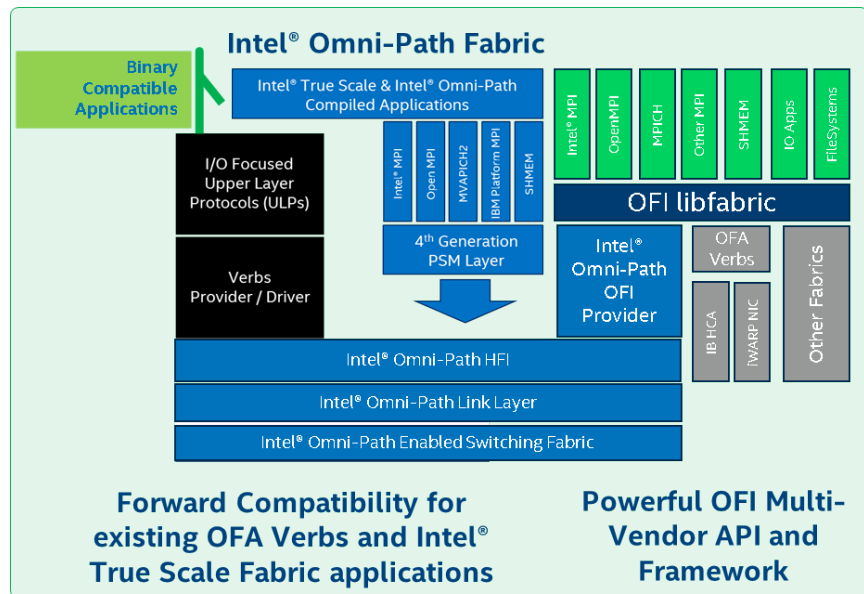 Intel® Omni-Path Fabric
Binary
Compatible
Applications
Intel® True Scale & Intel® Omni-Path
Compiled Applications
I/O Focused
Upper Layer
Protocols (ULPs)
Verbs
Provider / Driver
Intel® MPI
Open MPI
MVAPICH2
IBM Platform MPI
SHMEM
4th Generation
PSM Layer
Intel® MPI
OpenMPI
MPICH
Other MPI
SHMEM
IO Apps
FileSystems
OFI libfabric
Intel®
Omni-Path
OFI
Provider
OFA
Verbs
IB HCA
iWARP NIC
Other Fabrics
Intel® Omni-Path HFI
Intel® Omni-Path Link Layer
Intel® Omni-Path Enabled Switching Fabric
Forward Compatibility for
existing OFA Verbs and Intel®
True Scale Fabric applications
Powerful OFI Multi-
Vendor API and
Framework